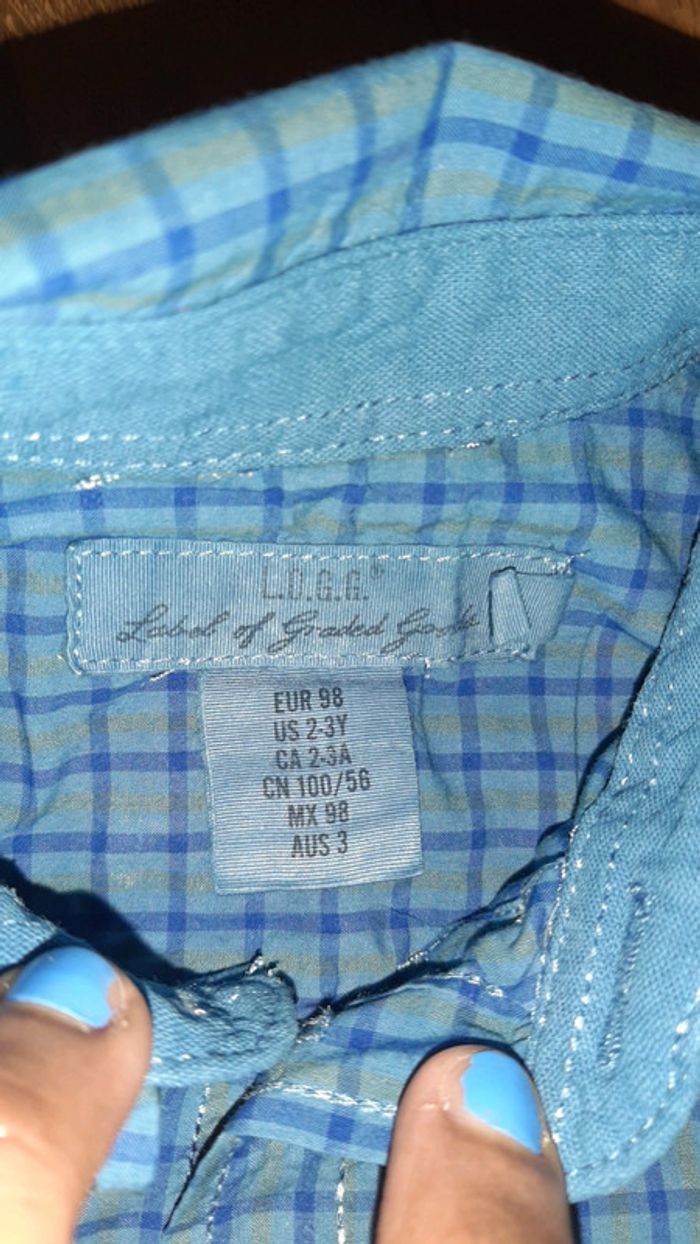 L.O.G.G.®
Label of Graded Goods
EUR 98
US 2-3Y
CA 2-3A
CN 100/56
MX 98
AUS 3